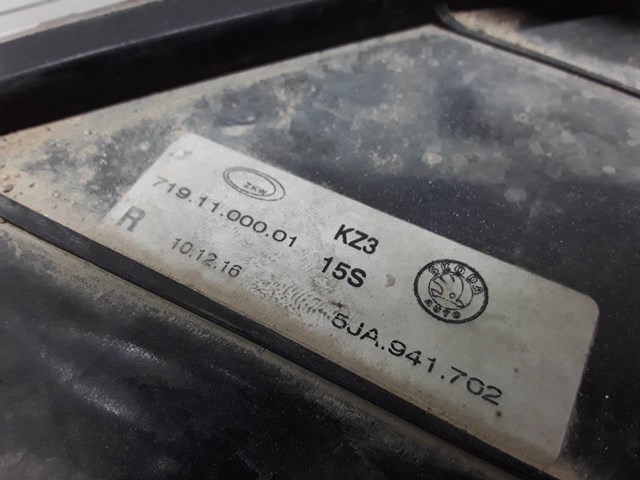 ZKW
719.11.000.01 KZ3
R 10.12.16 15S
SKODA
AUTO
5JA.941.702